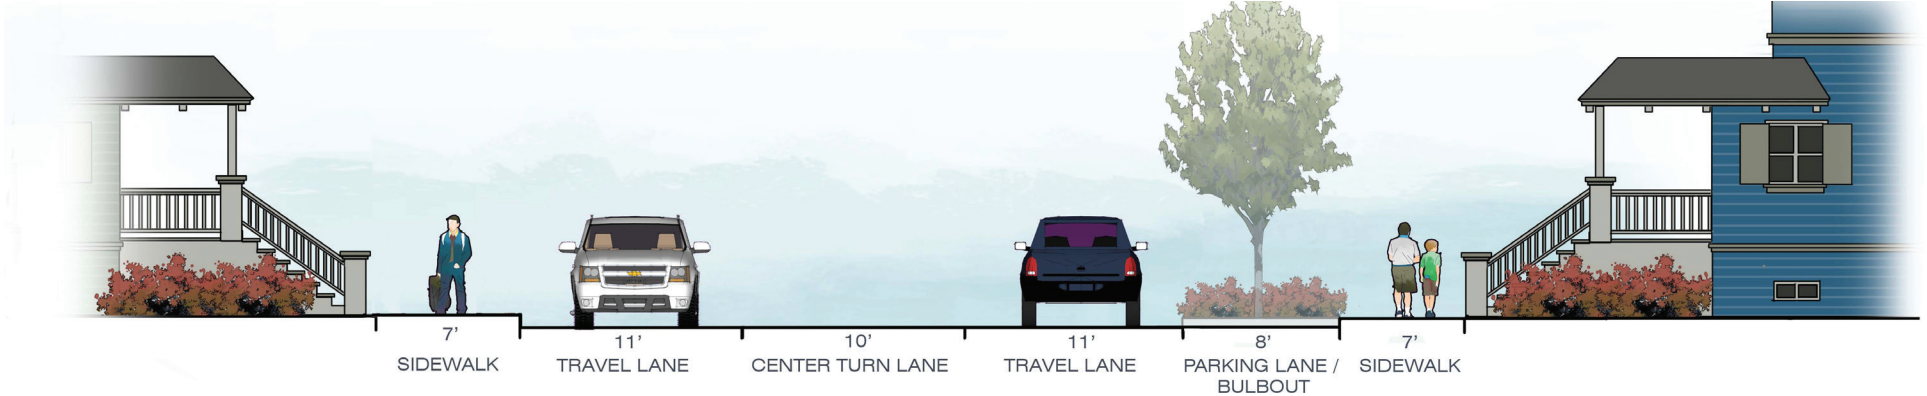 7’
SIDEWALK
11’
TRAVEL LANE
10’
CENTER TURN LANE
11’
TRAVEL LANE
8’
PARKING LANE /
BULBOUT
7’
SIDEWALK